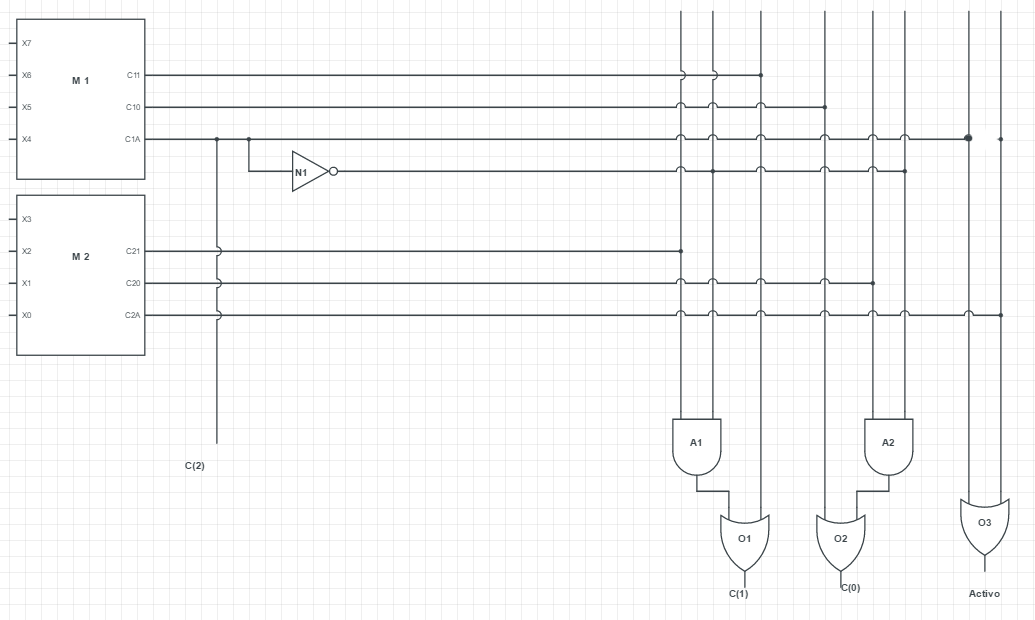 X7
X6
M 1
C11
X5
C10
X4
C1A
N1
X3
X2
M 2
C21
X1
C20
X0
C2A
A1
A2
C(2)
O3
O1
O2
C(1)
C(0)
Activo